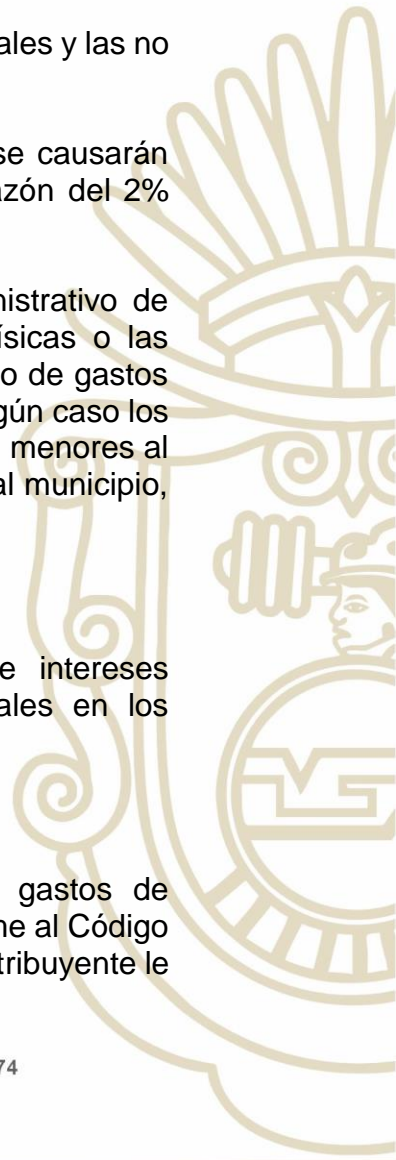 ales y las no
se causarán
azón del 2%
nistrativo de
ísicas o las
o de gastos
gún caso los
menores al
al municipio,
e intereses
ales en los
gastos de
ne al Código
tribuyente le
74